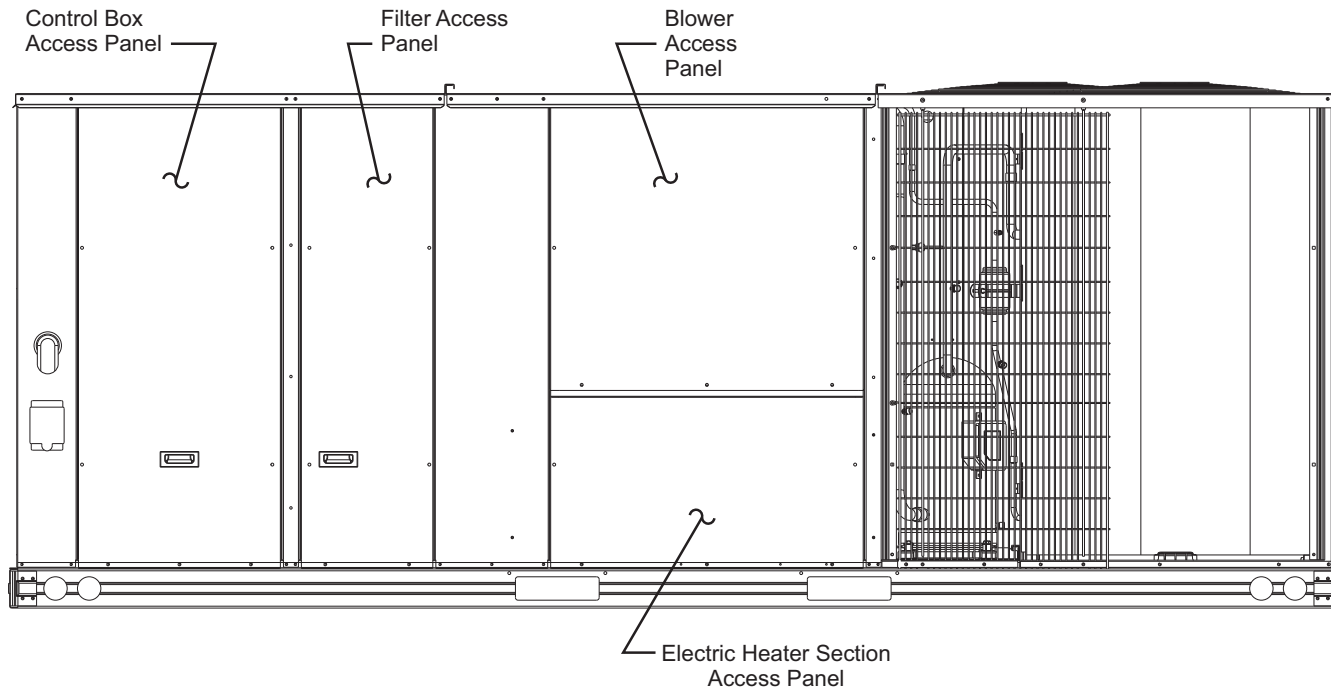 Control Box
Access Panel
Filter Access
Panel
Blower
Access
Panel
Electric Heater Section
Access Panel